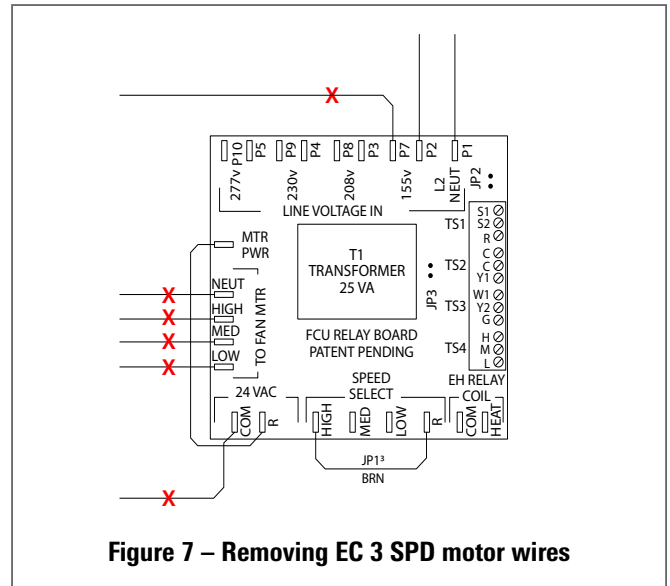 X
P10 P5 P9 P4 P8 P3 P7 P2 P1
277v 230v 208v 155v L2 NEUT JP2
LINE VOLTAGE IN
MTR
PWR
T1
TRANSFORMER
25 VA
JP3
TS1
S1
S2
R
TS2
C
C
Y1
TS3
W1
Y2
G
TS4
H
M
L
X NEUT
X HIGH
X MED
X LOW
TO FAN MTR
FCU RELAY BOARD
PATENT PENDING
24 VAC
COM R
SPEED
SELECT
HIGH MED LOW R
EH RELAY
COIL
COM HEAT
JP1³
BRN
X
Figure 7 – Removing EC 3 SPD motor wires